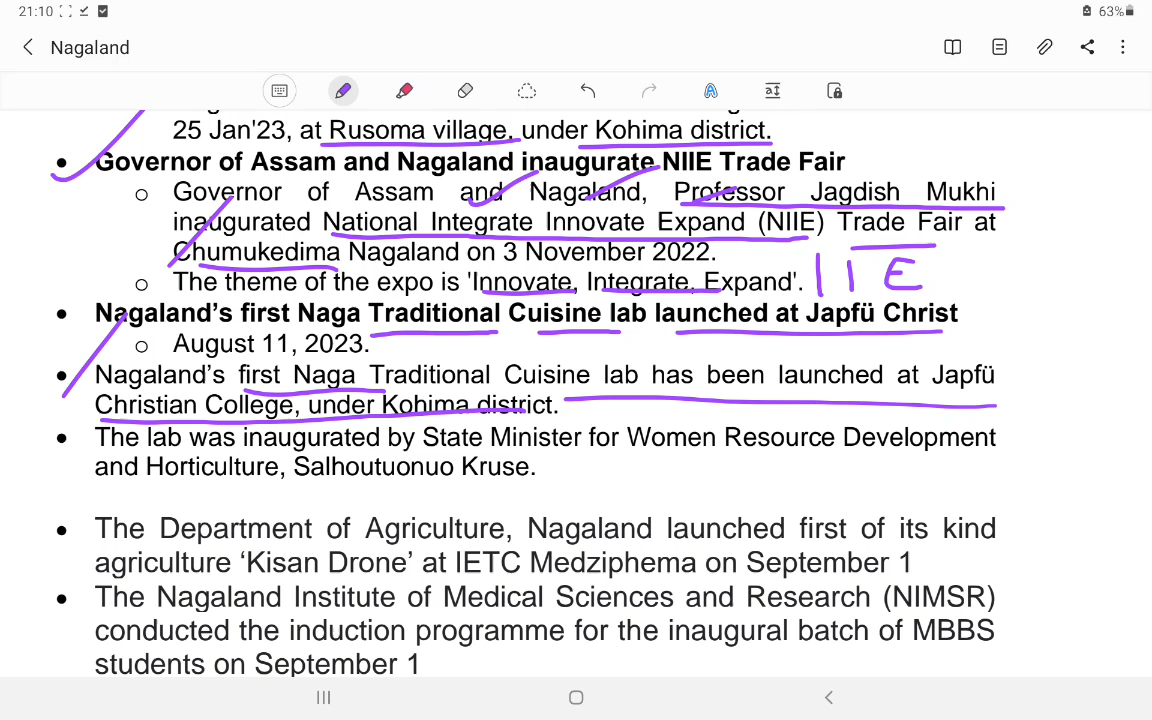 21:10
63%
Nagaland
25 Jan'23, at Rusoma village, under Kohima district.
• Governor of Assam and Nagaland inaugurate NIIE Trade Fair
o Governor of Assam and Nagaland, Professor Jagdish Mukhi
inaugurated National Integrate Innovate Expand (NIIE) Trade Fair at
Chumukedima Nagaland on 3 November 2022.
o The theme of the expo is 'Innovate, Integrate, Expand'.
IIE
• Nagaland's first Naga Traditional Cuisine lab launched at Japfü Christ
o August 11, 2023.
• Nagaland's first Naga Traditional Cuisine lab has been launched at Japfü
Christian College, under Kohima district.
• The lab was inaugurated by State Minister for Women Resource Development
and Horticulture, Salhoutuonuo Kruse.
• The Department of Agriculture, Nagaland launched first of its kind
agriculture ‘Kisan Drone’ at IETC Medziphema on September 1
• The Nagaland Institute of Medical Sciences and Research (NIMSR)
conducted the induction programme for the inaugural batch of MBBS
students on September 1